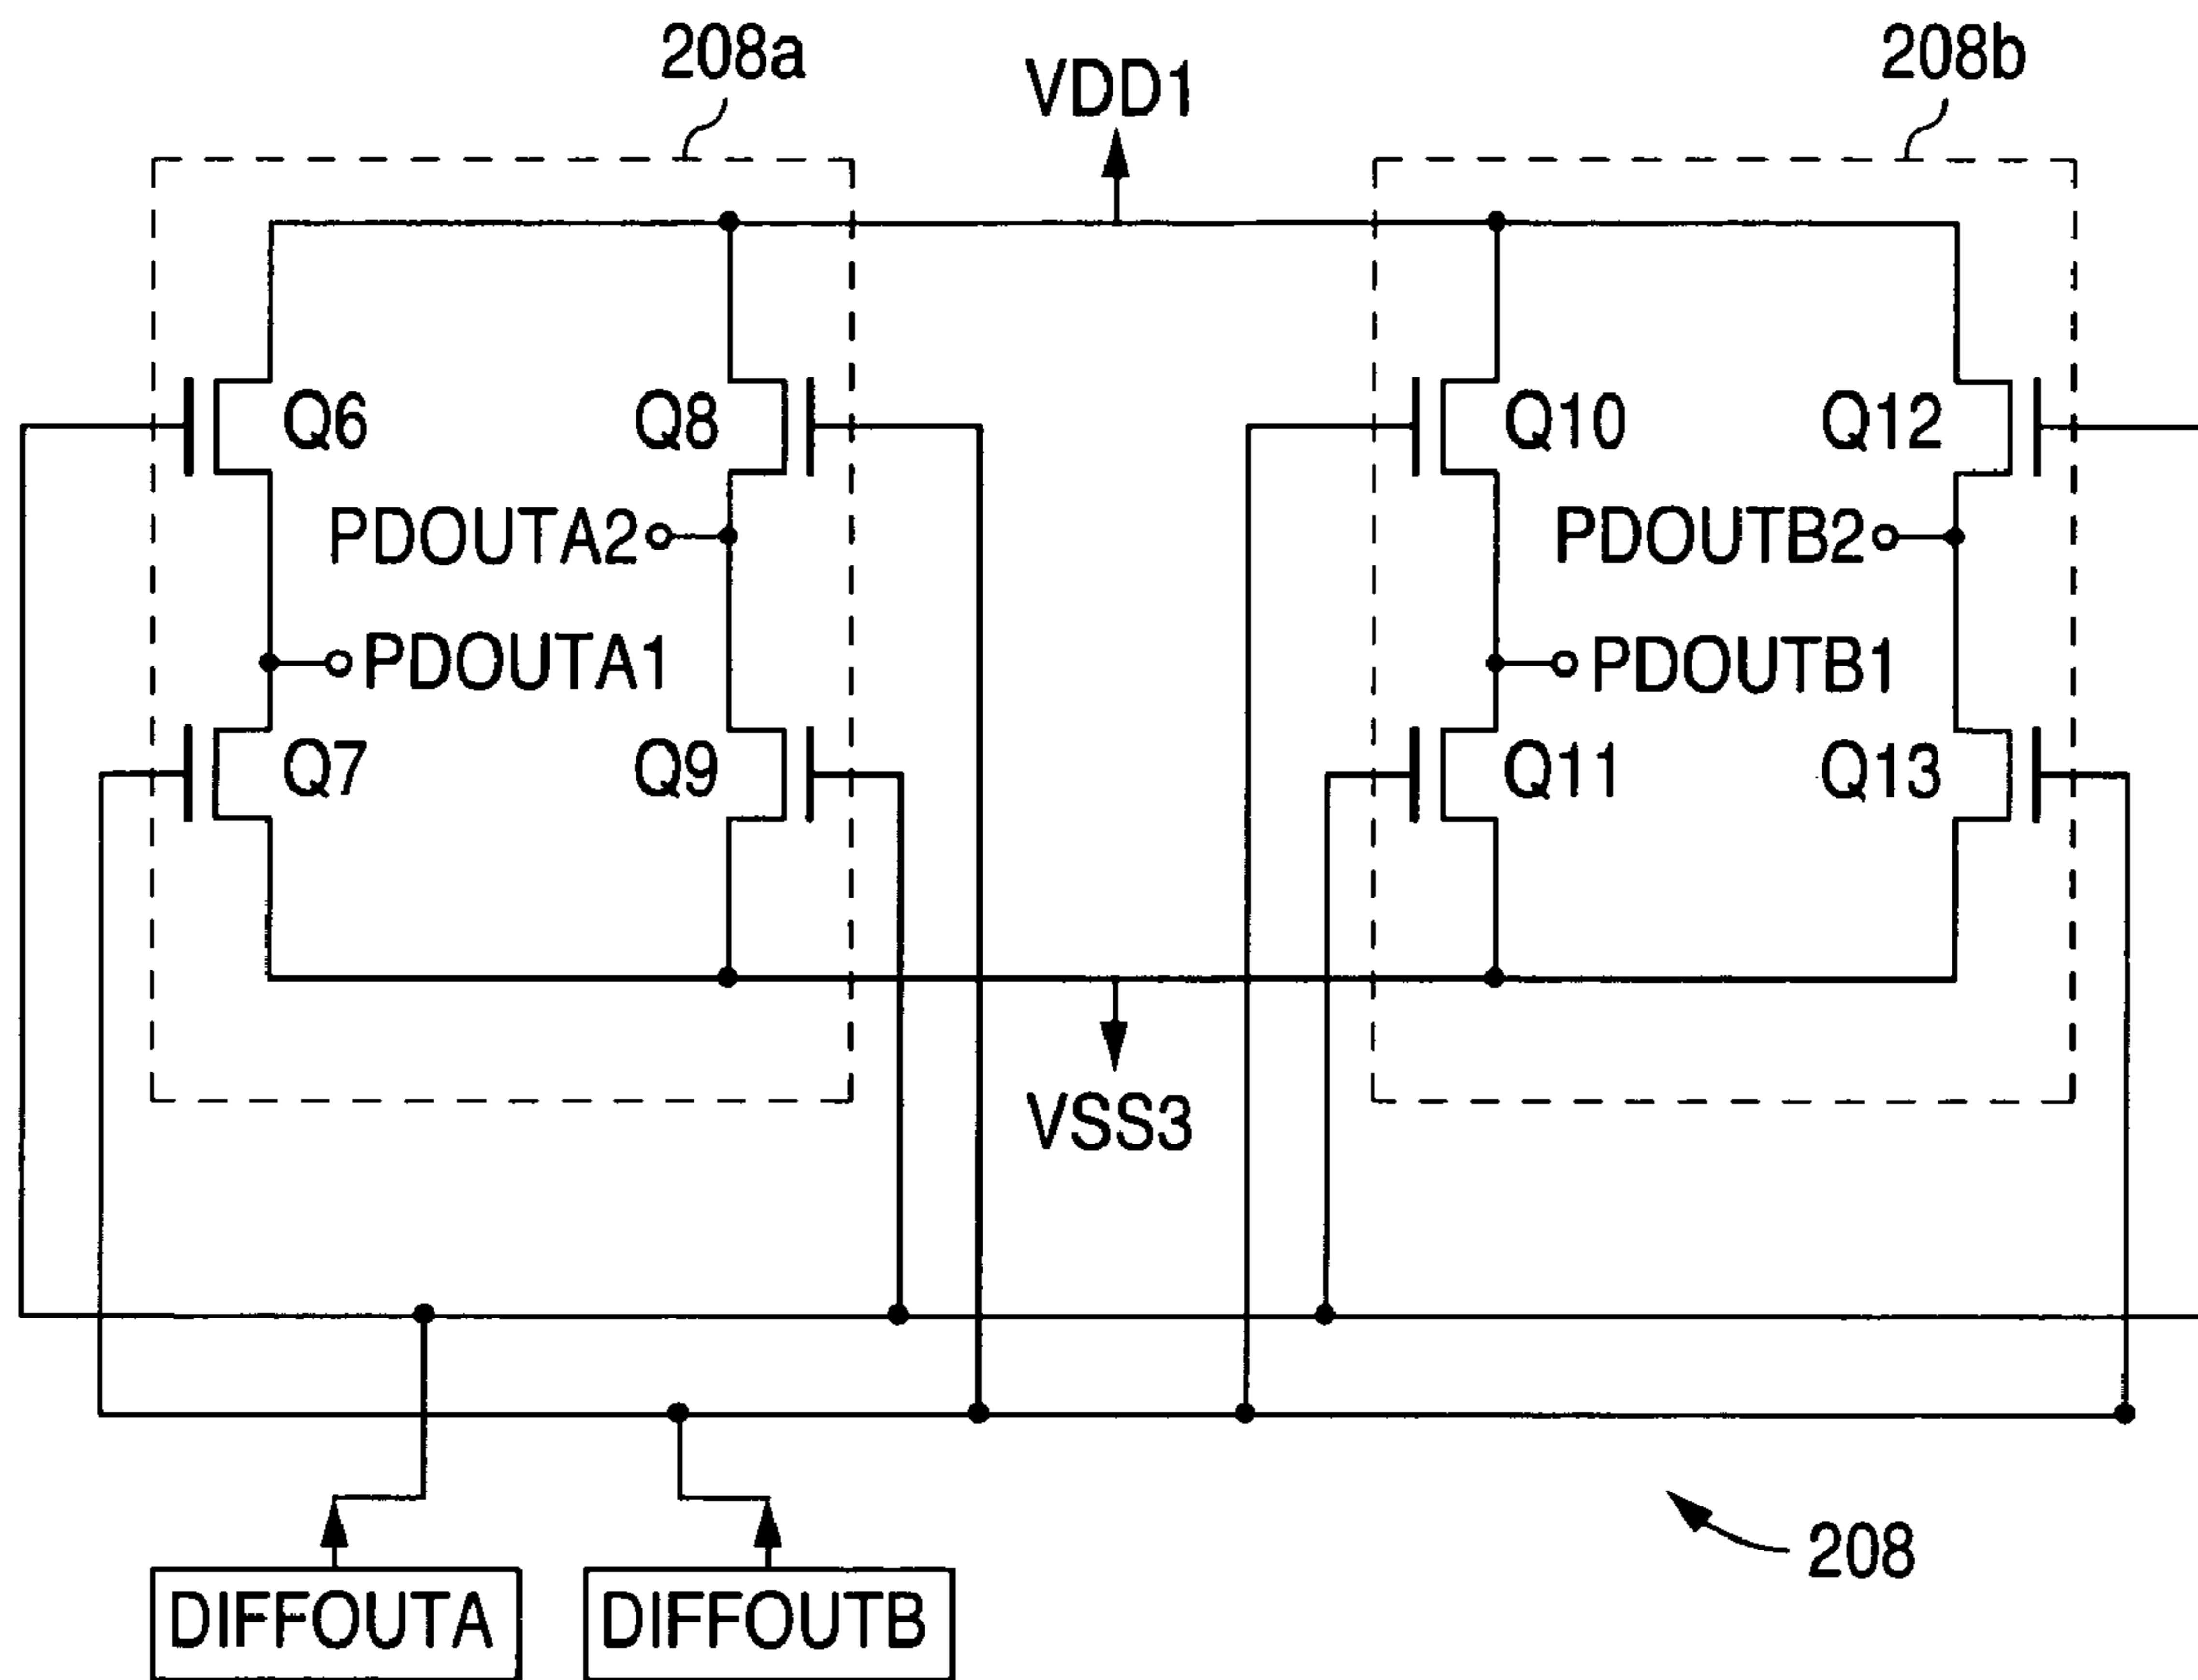 208a
208b
VDD1
Q6
Q8
Q10
Q12
PDOUTA2
PDOUTB2
PDOUTA1
PDOUTB1
Q7
Q9
Q11
Q13
VSS3
208
DIFFOUTA
DIFFOUTB